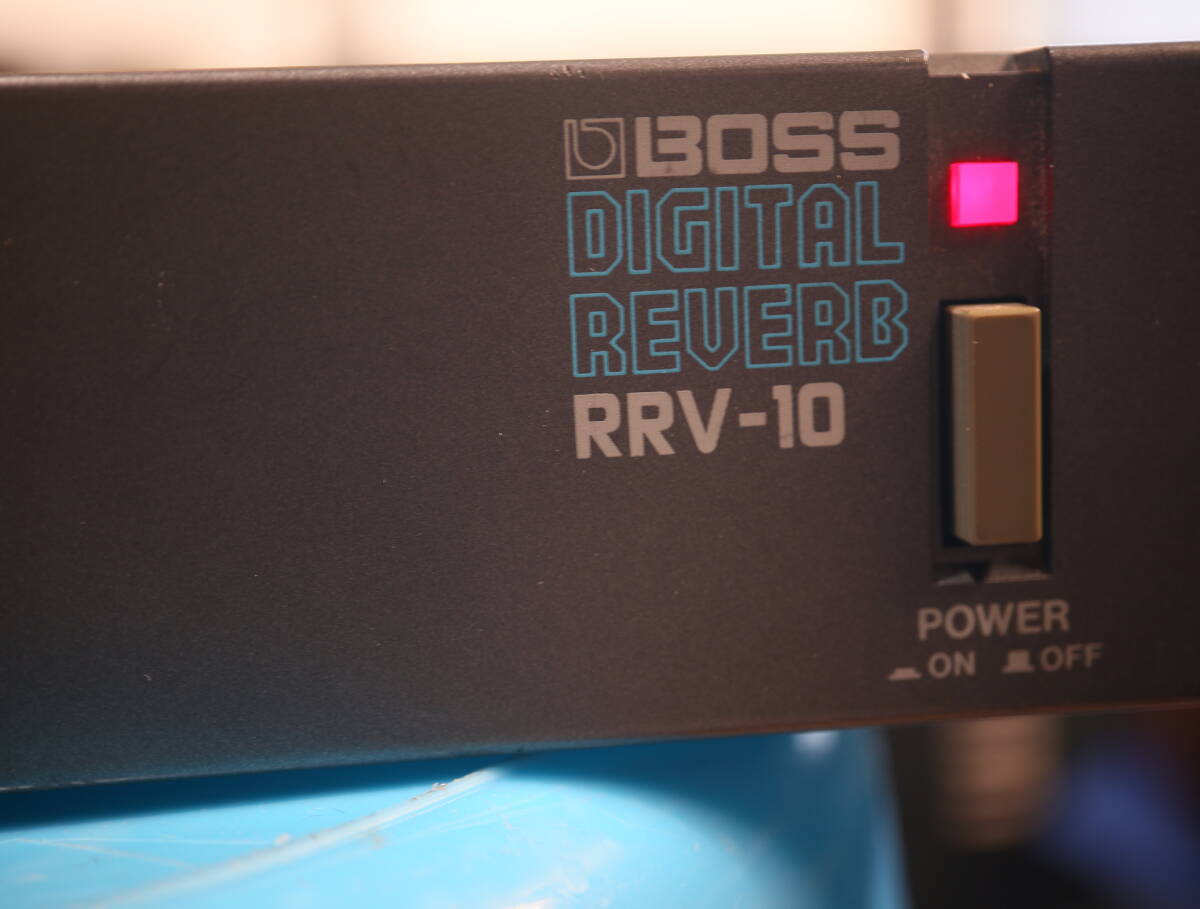 BOSS
DIGITAL
REVERB
RRV-10
POWER
ON OFF